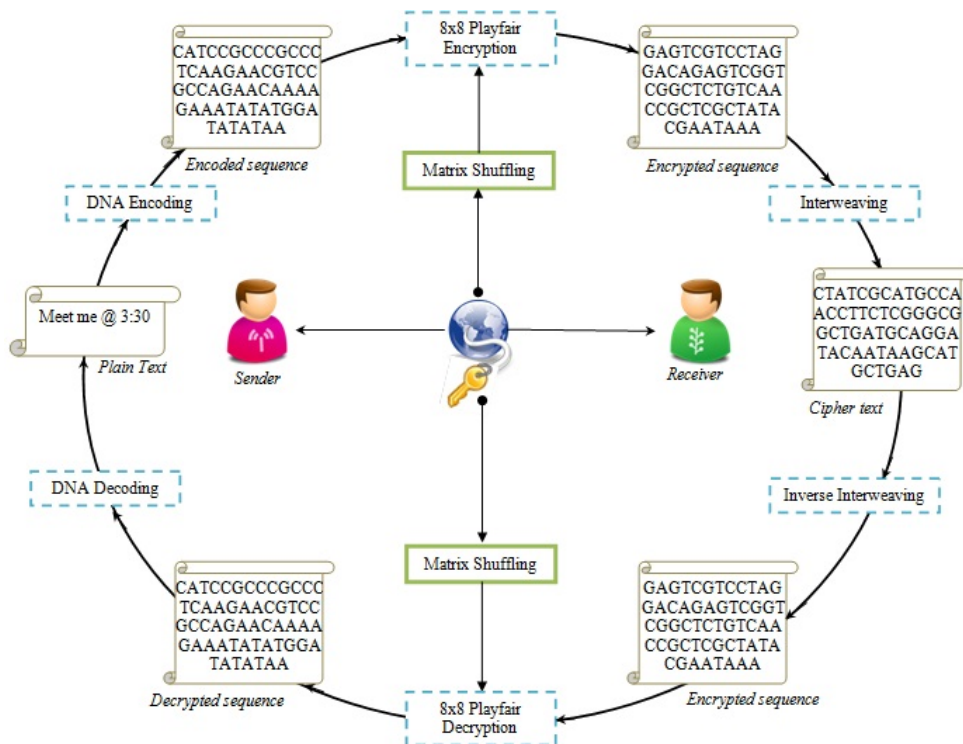 8x8 Playfair
Encryption
CATCCGCCCGCCC
TCAAGAACGTCC
GCCAGAACAAAA
GAAATATATGGA
TATATAA
Encoded sequence
GAGTCGTCCTAG
GACAGAGTCGGT
CGGCTCTGTCAA
CCGCTCGCTATA
CGAATAAA
Encrypted sequence
Matrix Shuffling
DNA Encoding
Interweaving
Meet me @ 3:30
Plain Text
Sender
Receiver
CTATCGCATGCCA
ACCTTCTCGGGCG
GCTGATGCAGGA
TACAATAAGCAT
GCTGAG
Cipher text
DNA Decoding
Inverse Interweaving
Matrix Shuffling
CATCCGCCCGCCC
TCAAGAACGTCC
GCCAGAACAAAA
GAAATATATGGA
TATATAA
Decrypted sequence
GAGTCGTCCTAG
GACAGAGTCGGT
CGGCTCTGTCAA
CCGCTCGCTATA
CGAATAAA
Encrypted sequence
8x8 Playfair
Decryption